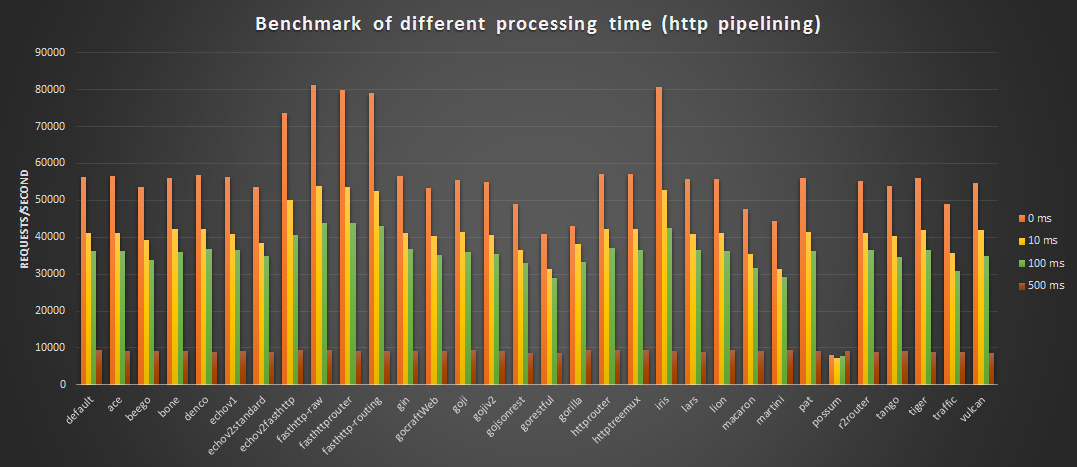 Benchmark of different processing time (http pipelining)
90000
80000
70000
60000
50000
40000
30000
20000
10000
0
REQUESTS/SECOND
default
ace
beego
bone
denco
echov1
echov2standard
echov2fasthttp
fasthttp-raw
fasthttprouter
fasthttp-routing
gin
gocraftWeb
goji
gojiv2
gojsonrest
gorestful
gorilla
httprouter
httptreemux
iris
lars
lion
macaron
martini
pat
possum
r2router
tango
tiger
traffic
vulcan
0 ms
10 ms
100 ms
500 ms